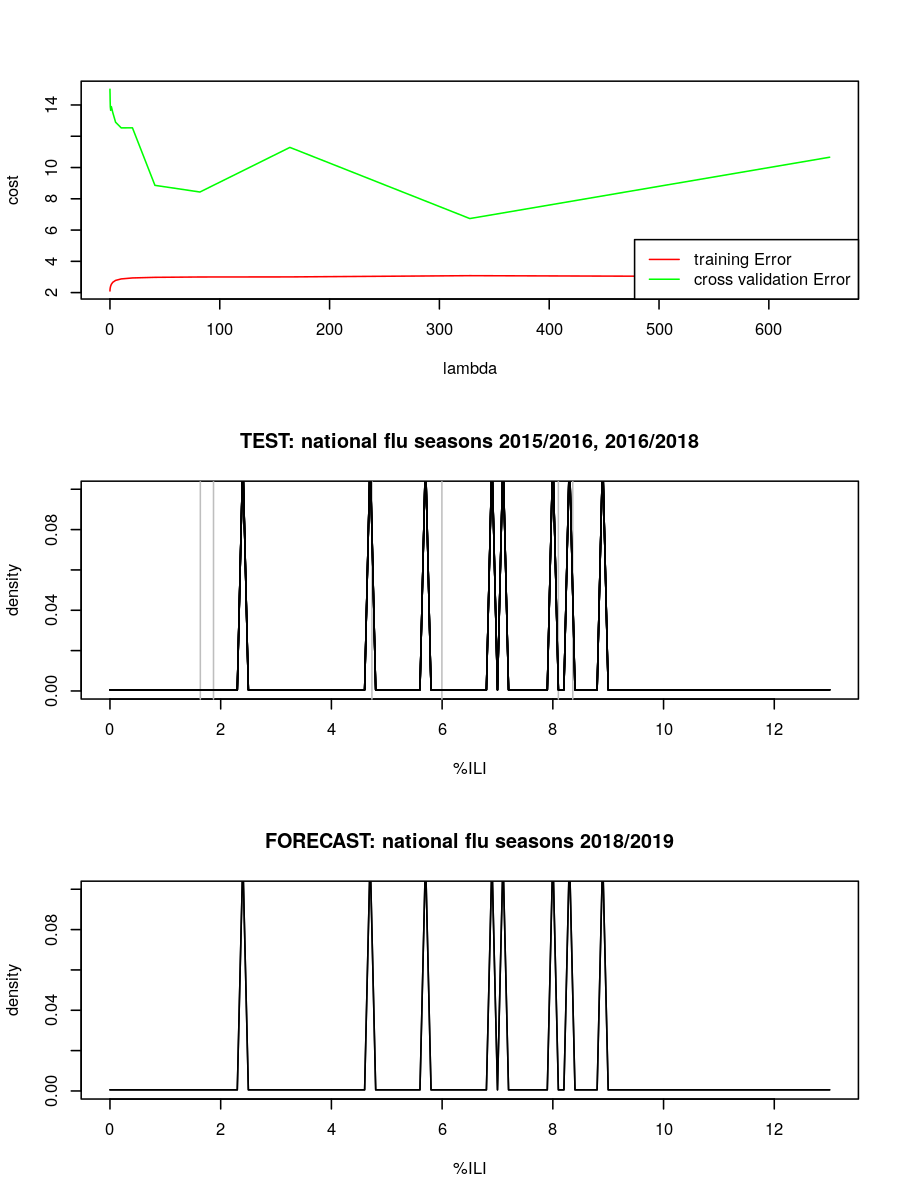 14
10
8
6
4
2
cost
training Error
cross validation Error
0 100 200 300 400 500 600
lambda
TEST: national flu seasons 2015/2016, 2016/2018
0.08
0.04
0.00
density
0 2 4 6 8 10 12
%ILI
FORECAST: national flu seasons 2018/2019
0.08
0.04
0.00
density
0 2 4 6 8 10 12
%ILI